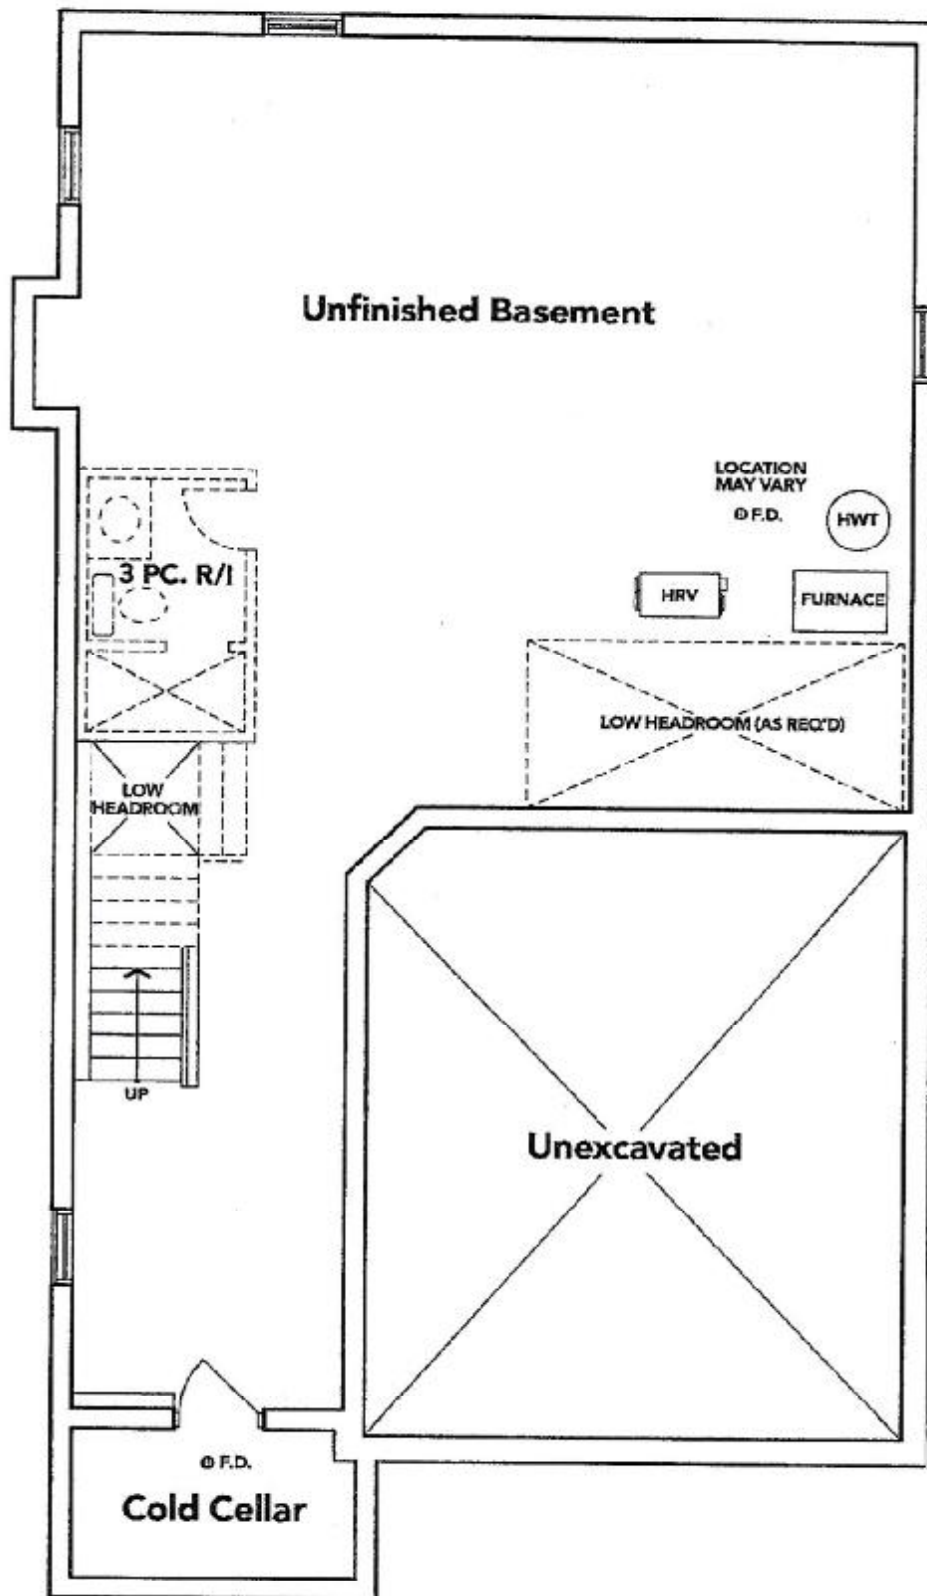 Unfinished Basement
LOCATION
MAY VARY
F.D.
HWT
3 PC. R/I
HRV
FURNACE
LOW HEADROOM (AS REQ'D)
LOW
HEADROOM
UP
Unexcavated
F.D.
Cold Cellar